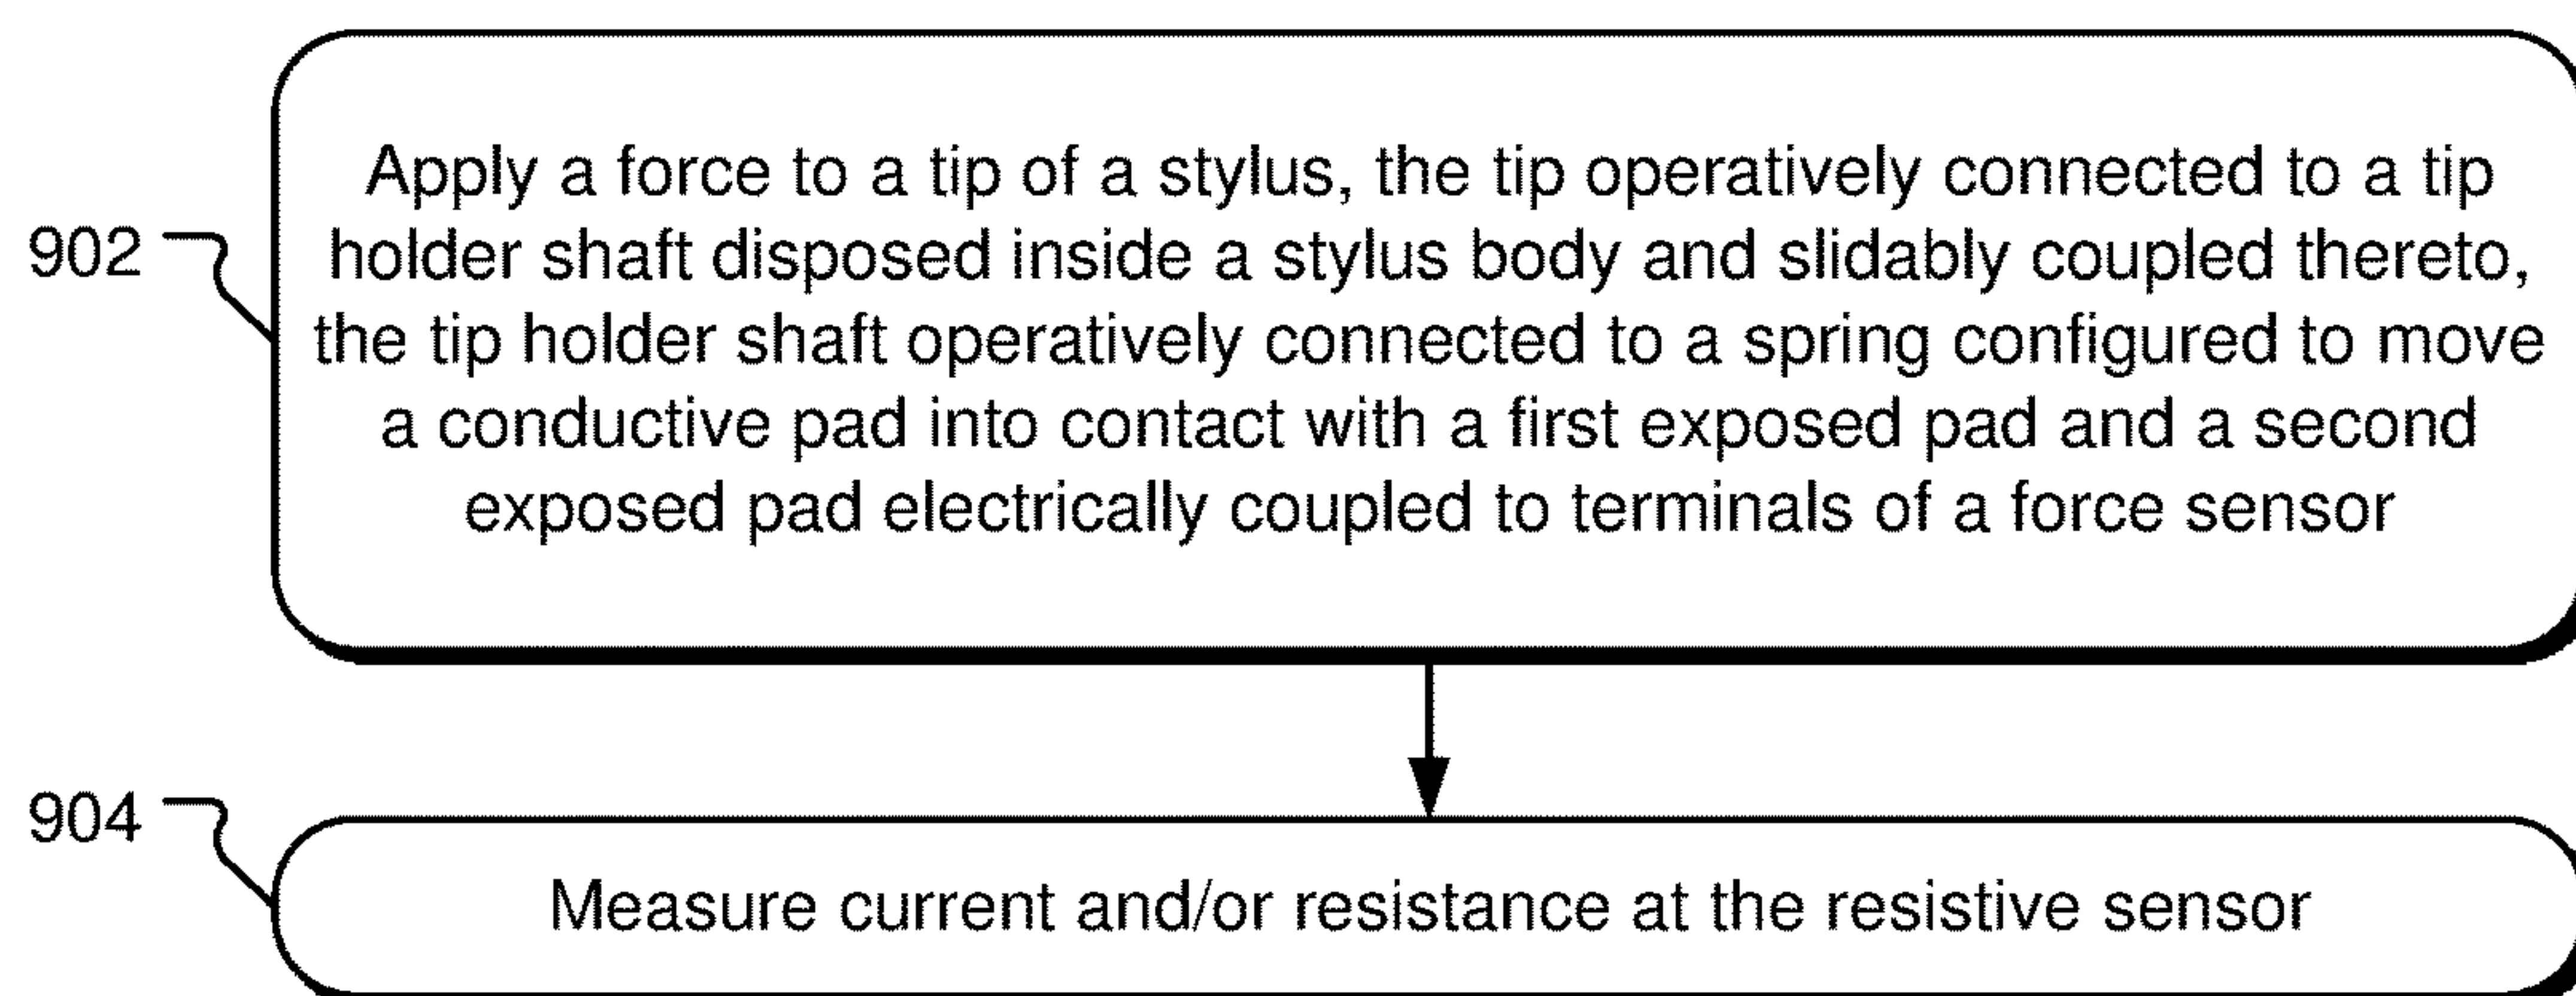 Apply a force to a tip of a stylus, the tip operatively connected to a tip
902
holder shaft disposed inside a stylus body and slidably coupled thereto,
the tip holder shaft operatively connected to a spring configured to move
a conductive pad into contact with a first exposed pad and a second
exposed pad electrically coupled to terminals of a force sensor
904
Measure current and/or resistance at the resistive sensor